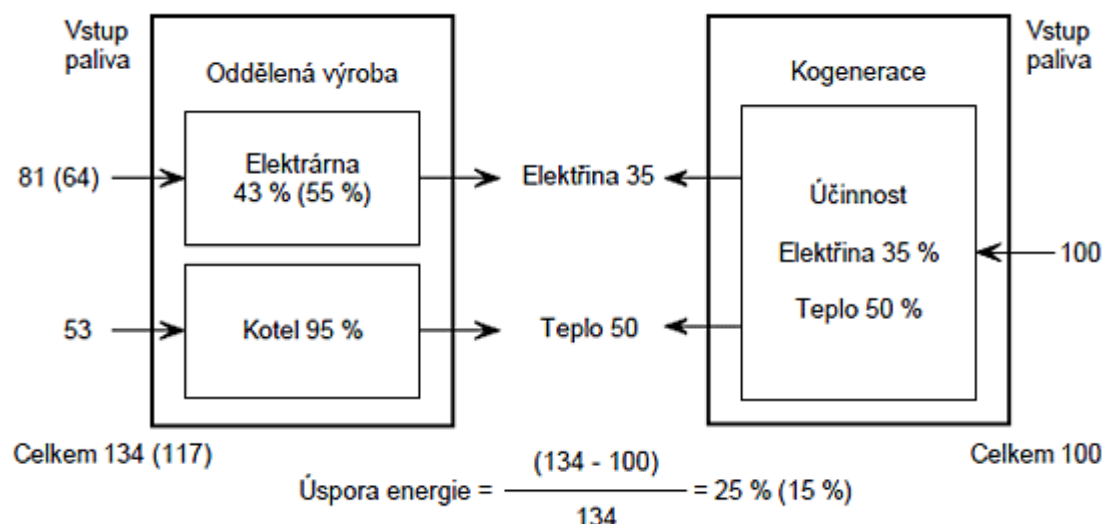 Vstup
paliva
Oddělená výroba
Elektrárna
43 % (55 %)
81 (64)
Kotel 95 %
53
Celkem 134 (117)
Elektřina 35
Teplo 50
Kogenerace
Účinnost
Elektřina 35 %
Teplo 50 %
Vstup
paliva
100
Celkem 100
(134 - 100)
Úspora energie = = 25 % (15 %)
134